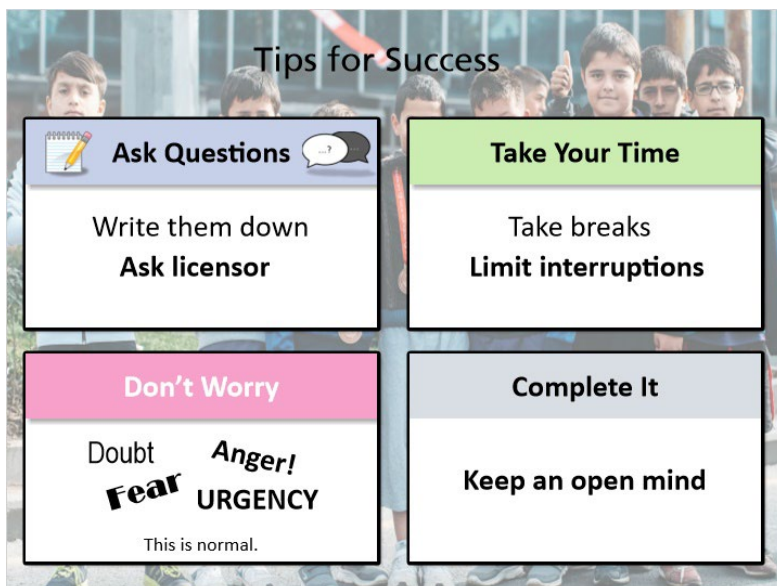 Tips for Success
Ask Questions
...?
Write them down
Ask licensor
Take Your Time
Take breaks
Limit interruptions
Don't Worry
Doubt
Anger!
Fear
URGENCY
This is normal.
Complete It
Keep an open mind